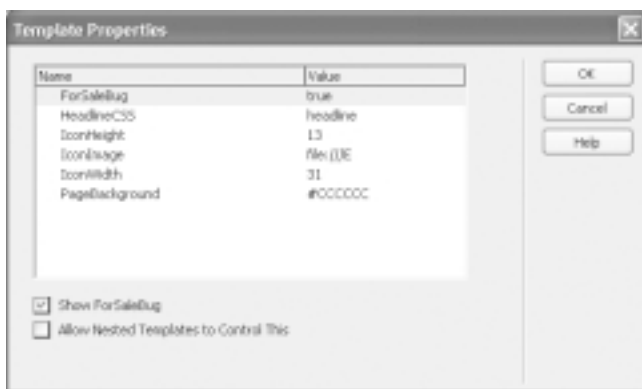 Template Properties
Name Value
ForSaleBug true
HeadlineCSS headline
IconHeight 13
IconImage file:///E
IconWidth 31
PageBackground #CCCCCC
Show ForSaleBug
Allow Nested Templates to Control This
OK
Cancel
Help